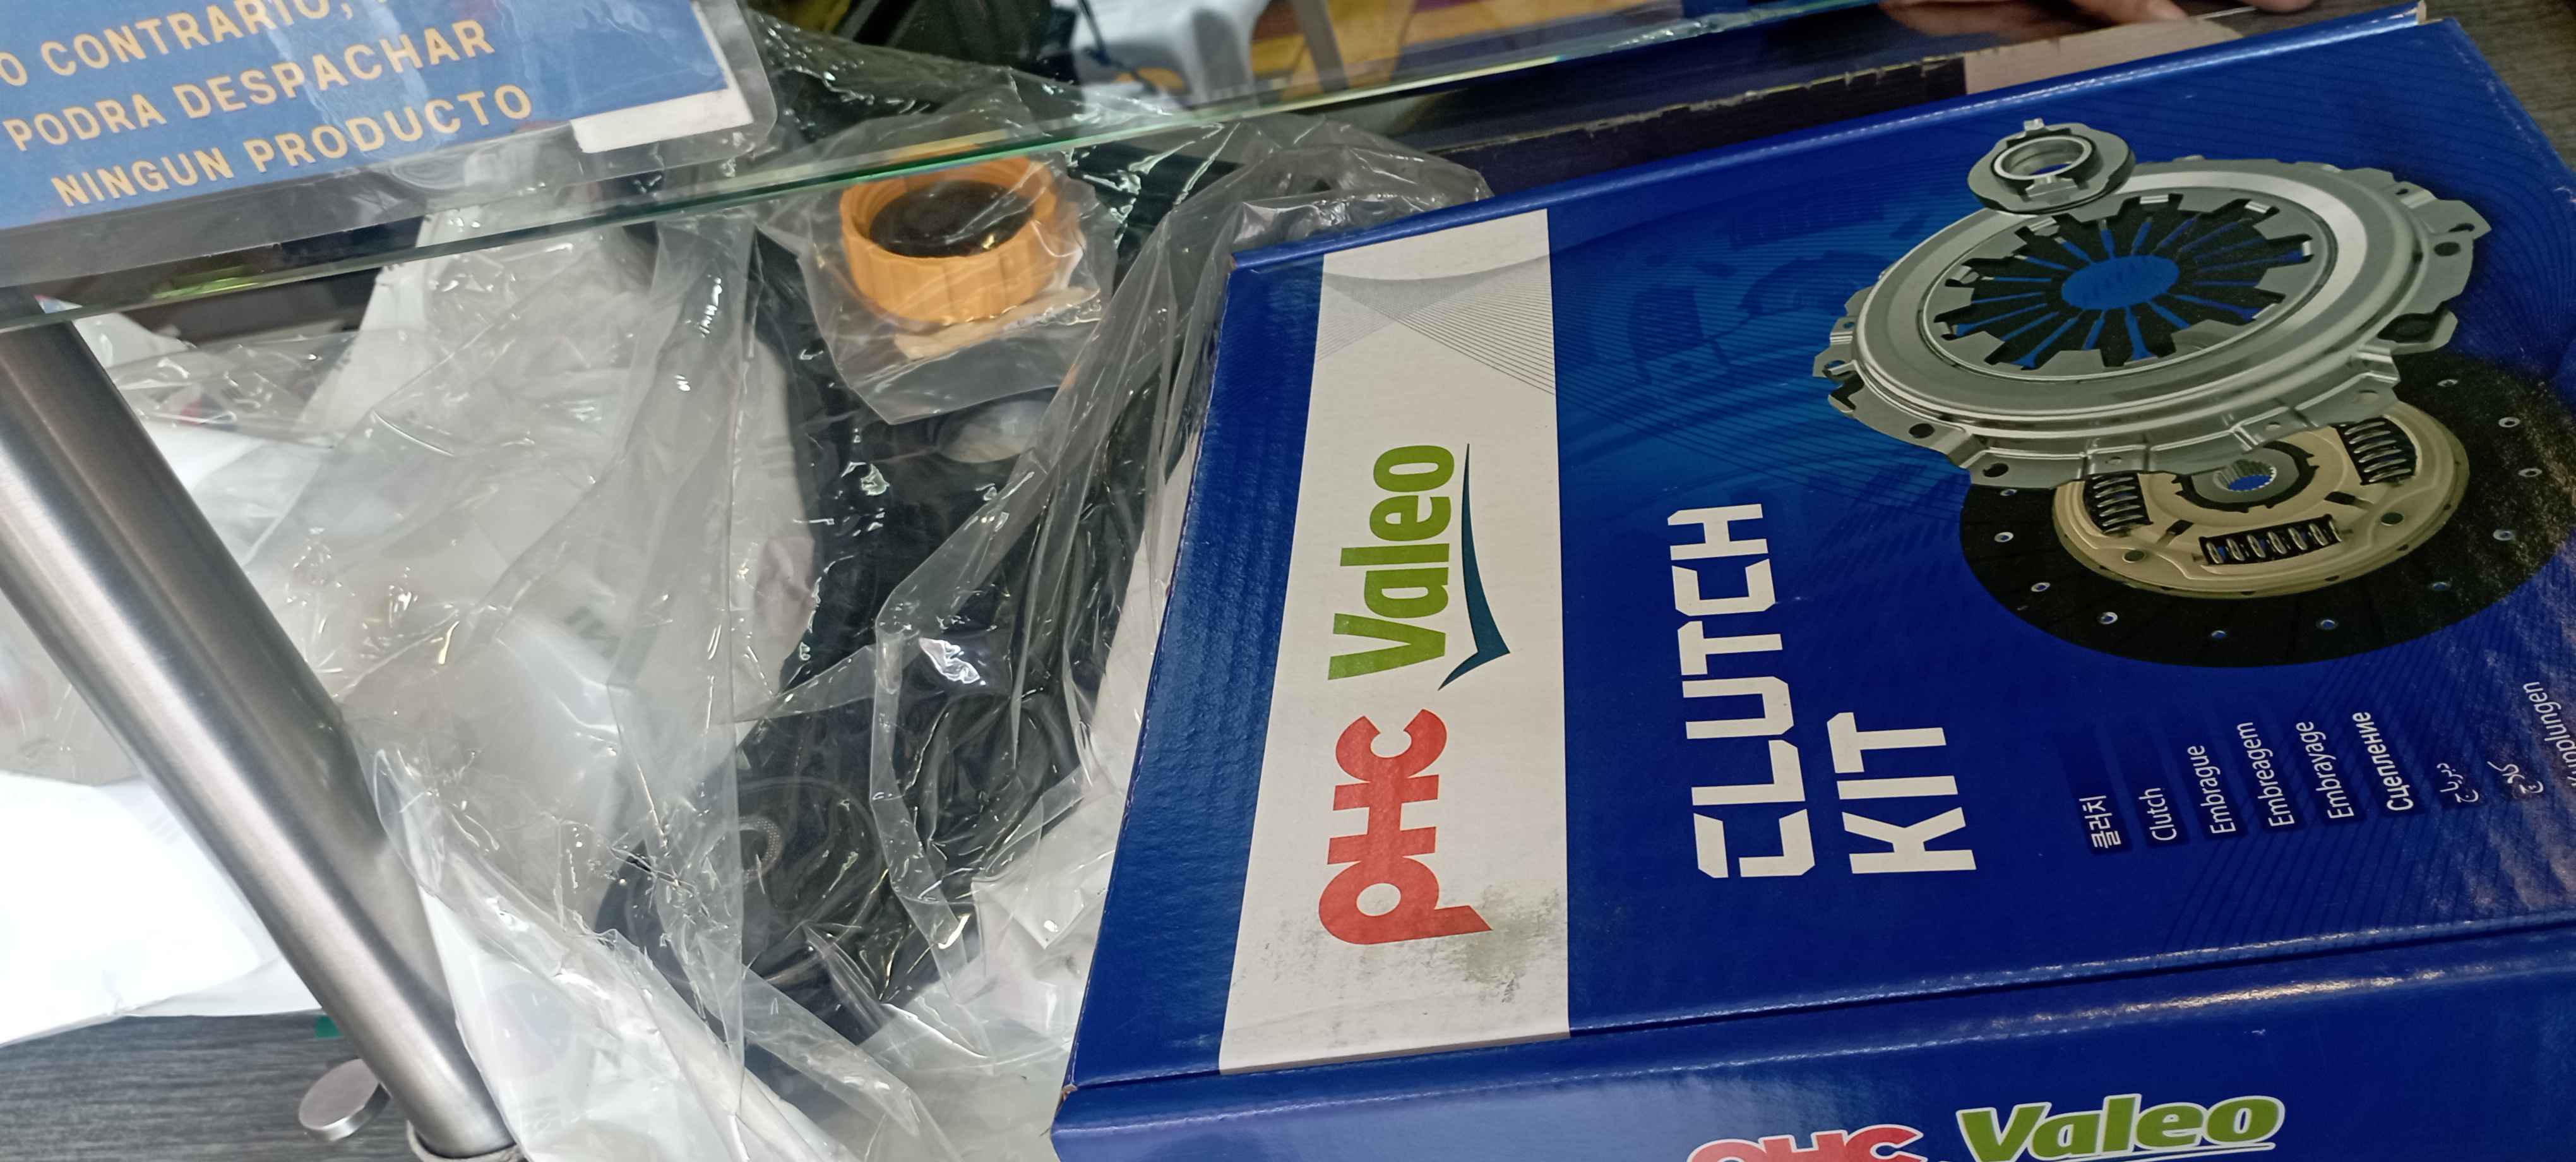 O CONTRARIO,
PODRA DESPACHAR
NINGUN PRODUCTO
PHC Valeo
CLUTCH
KIT
클러치
Clutch
Embrague
Embreagem
Embrayage
Сцепление
كلاج
PHC Valeo